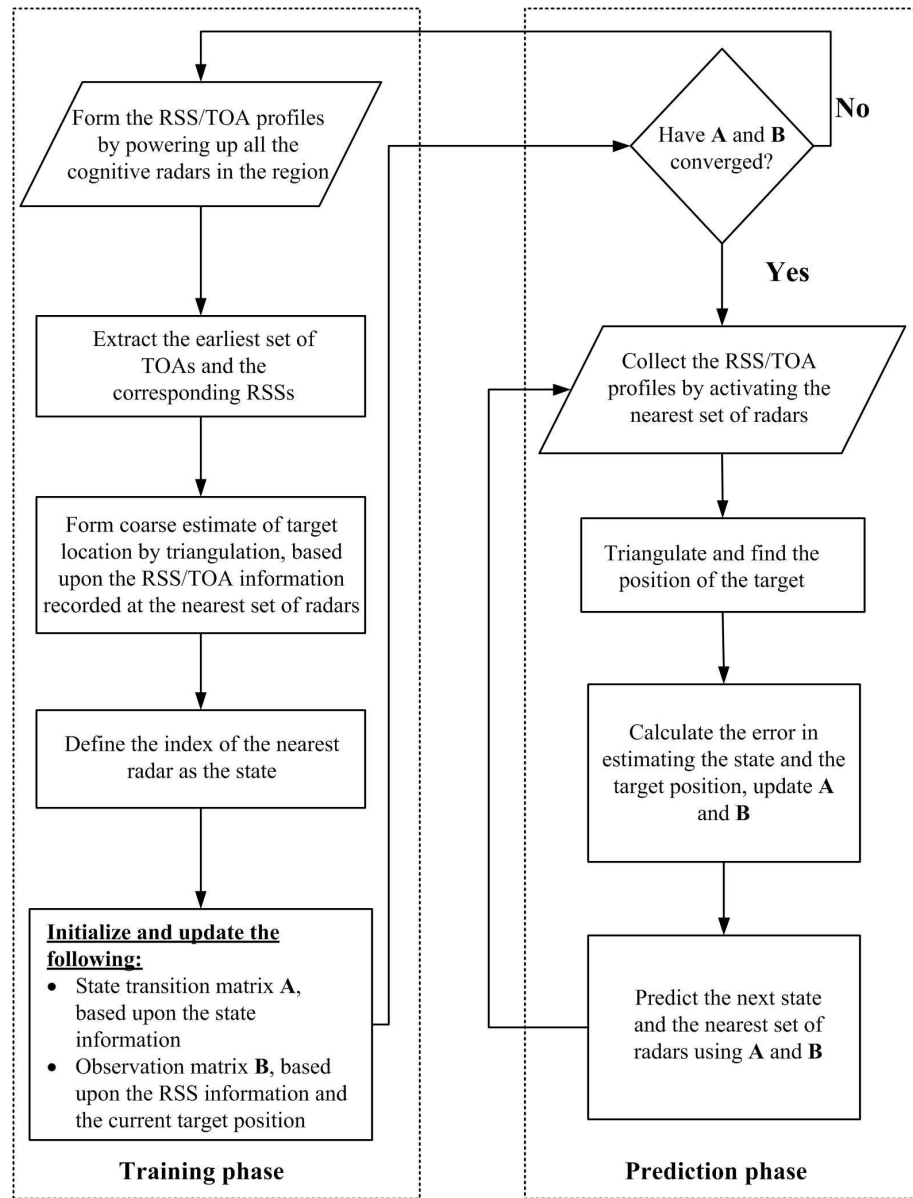 Form the RSS/TOA profiles
by powering up all the
cognitive radars in the region
Extract the earliest set of
TOAs and the
corresponding RSSs
Form coarse estimate of target
location by triangulation, based
upon the RSS/TOA information
recorded at the nearest set of radars
Define the index of the nearest
radar as the state
Initialize and update the
following:
• State transition matrix A,
based upon the state
information
• Observation matrix B, based
upon the RSS information and
the current target position
Training phase
Have A and B
converged?
No
Yes
Collect the RSS/TOA
profiles by activating the
nearest set of radars
Triangulate and find the
position of the target
Calculate the error in
estimating the state and the
target position, update A
and B
Predict the next state
and the nearest set of
radars using A and B
Prediction phase